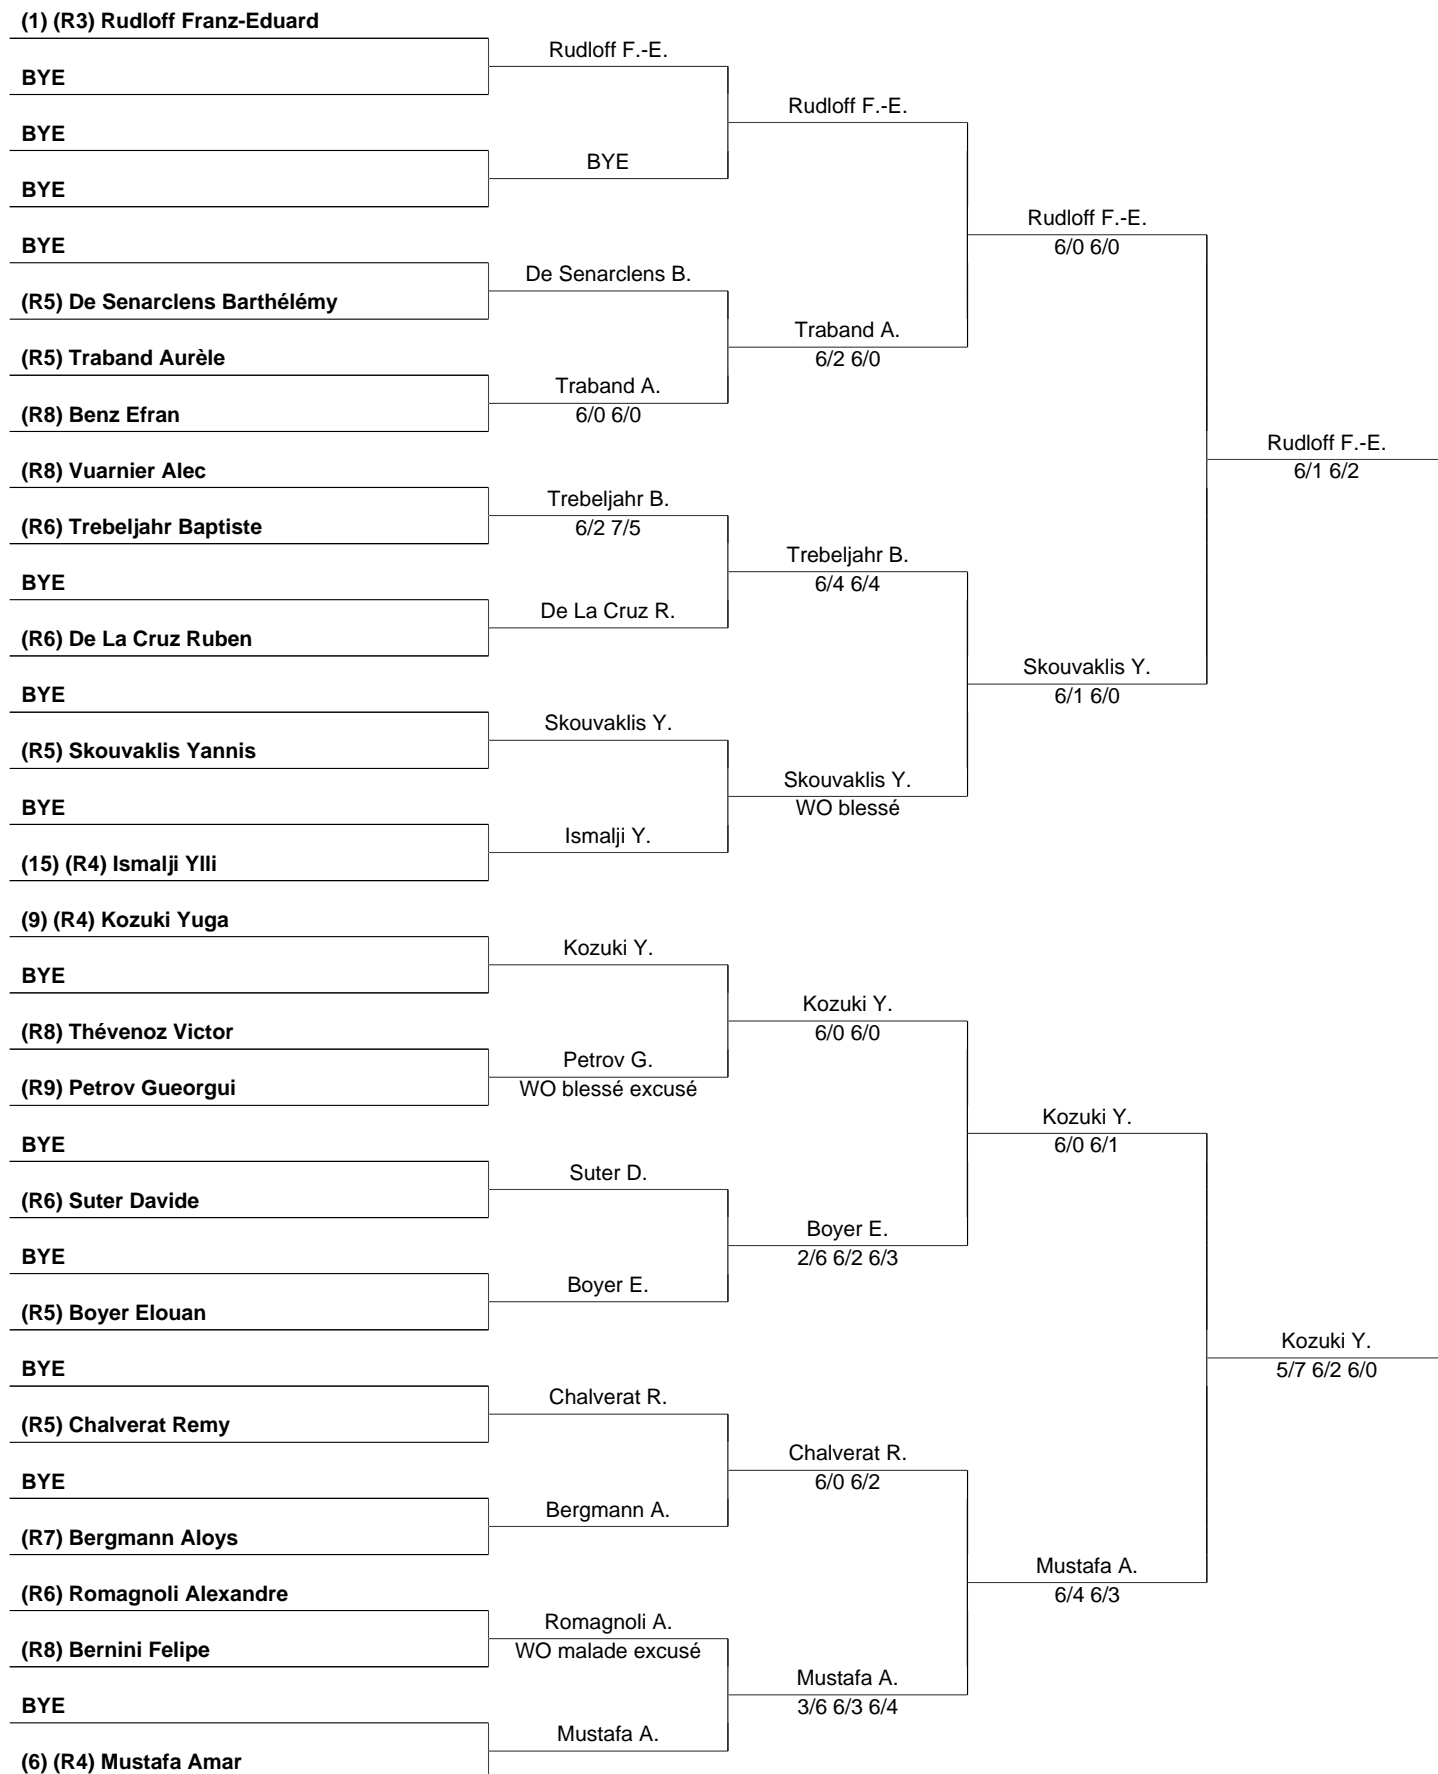 (1) (R3) Rudloff Franz-Eduard
Rudloff F.-E.
BYE
Rudloff F.-E.
BYE
BYE
BYE
Rudloff F.-E.
BYE
6/0 6/0
De Senarclens B.
(R5) De Senarclens Barthélémy
Traband A.
(R5) Traband Aurèle
6/2 6/0
Traband A.
(R8) Benz Efran
6/0 6/0
Rudloff F.-E.
(R8) Vuarnier Alec
6/1 6/2
Trebeljahr B.
(R6) Trebeljahr Baptiste
6/2 7/5
Trebeljahr B.
BYE
6/4 6/4
De La Cruz R.
(R6) De La Cruz Ruben
Skouvaklis Y.
BYE
6/1 6/0
Skouvaklis Y.
(R5) Skouvaklis Yannis
Skouvaklis Y.
BYE
WO blessé
Ismalji Y.
(15) (R4) Ismalji Ylli
(9) (R4) Kozuki Yuga
Kozuki Y.
BYE
Kozuki Y.
(R8) Thévenoz Victor
6/0 6/0
Petrov G.
(R9) Petrov Gueorgui
WO blessé excusé
Kozuki Y.
BYE
6/0 6/1
Suter D.
(R6) Suter Davide
Boyer E.
BYE
2/6 6/2 6/3
Boyer E.
(R5) Boyer Elouan
Kozuki Y.
BYE
5/7 6/2 6/0
Chalverat R.
(R5) Chalverat Remy
Chalverat R.
BYE
6/0 6/2
Bergmann A.
(R7) Bergmann Aloys
Mustafa A.
(R6) Romagnoli Alexandre
6/4 6/3
Romagnoli A.
(R8) Bernini Felipe
WO malade excusé
Mustafa A.
BYE
3/6 6/3 6/4
Mustafa A.
(6) (R4) Mustafa Amar